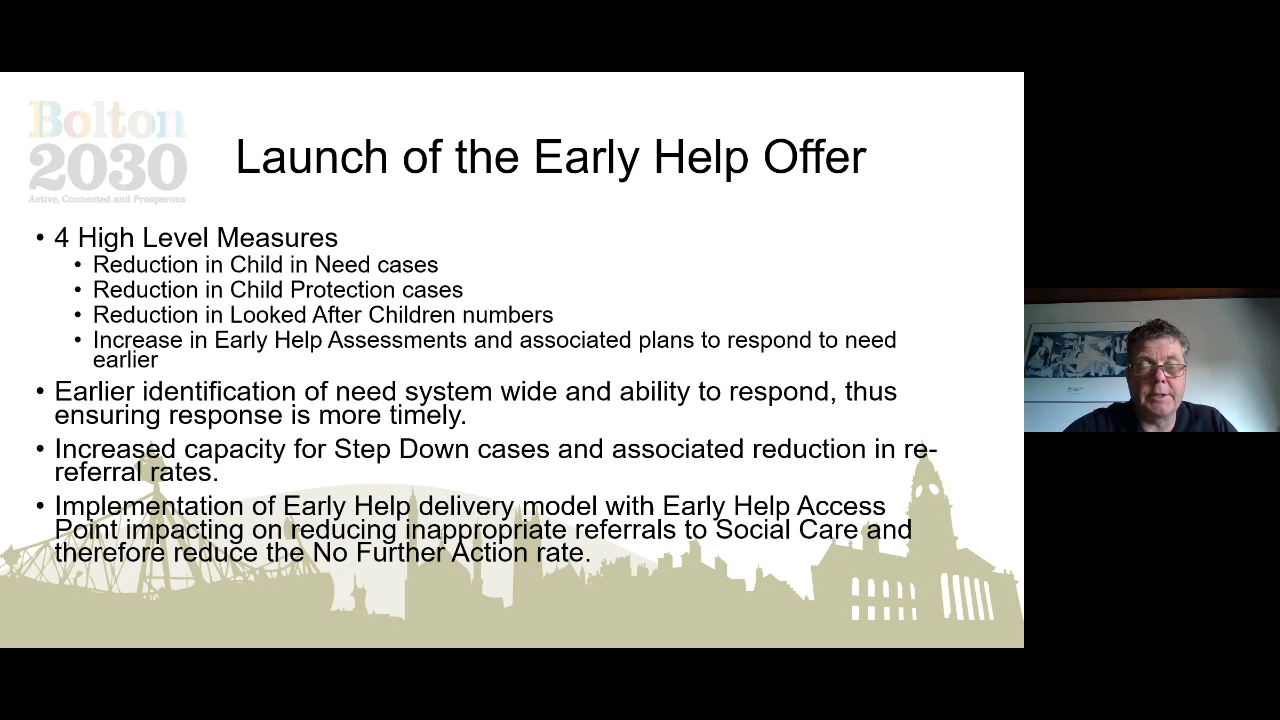 Bolton
2030
Active, Connected and Prosperous
Launch of the Early Help Offer
• 4 High Level Measures
• Reduction in Child in Need cases
• Reduction in Child Protection cases
• Reduction in Looked After Children numbers
• Increase in Early Help Assessments and associated plans to respond to need
earlier
• Earlier identification of need system wide and ability to respond, thus
ensuring response is more timely.
• Increased capacity for Step Down cases and associated reduction in re-
referral rates.
• Implementation of Early Help delivery model with Early Help Access
Point impacting on reducing inappropriate referrals to Social Care and
therefore reduce the No Further Action rate.